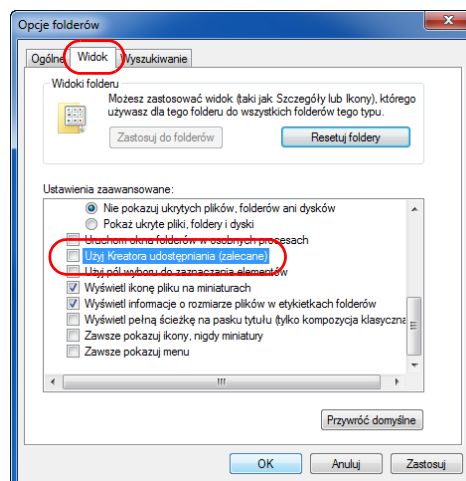 Opcje folderów
Ogólne Widok Wyszukiwanie
Widoki folderu
Możesz zastosować widok (taki jak Szczegóły lub Ikony), którego
używasz dla tego folderu do wszystkich folderów tego typu.
Zastosuj do folderów Resetuj foldery
Ustawienia zaawansowane:
Nie pokazuj ukrytych plików, folderów ani dysków
Pokaż ukryte pliki, foldery i dyski
Uruchom okna folderów w osobnych procesach
Użyj Kreatora udostępniania (zalecane)
Użyj pól wyboru do zaznaczania elementów
Wyświetl ikonę pliku na miniaturach
Wyświetl informacje o rozmiarze plików w etykietkach folderów
Wyświetl pełną ścieżkę na pasku tytułu (tylko kompozycja klasyczna
Zawsze pokazuj ikony, nigdy miniatury
Zawsze pokazuj menu
Przywróć domyślne
OK Anuluj Zastosuj